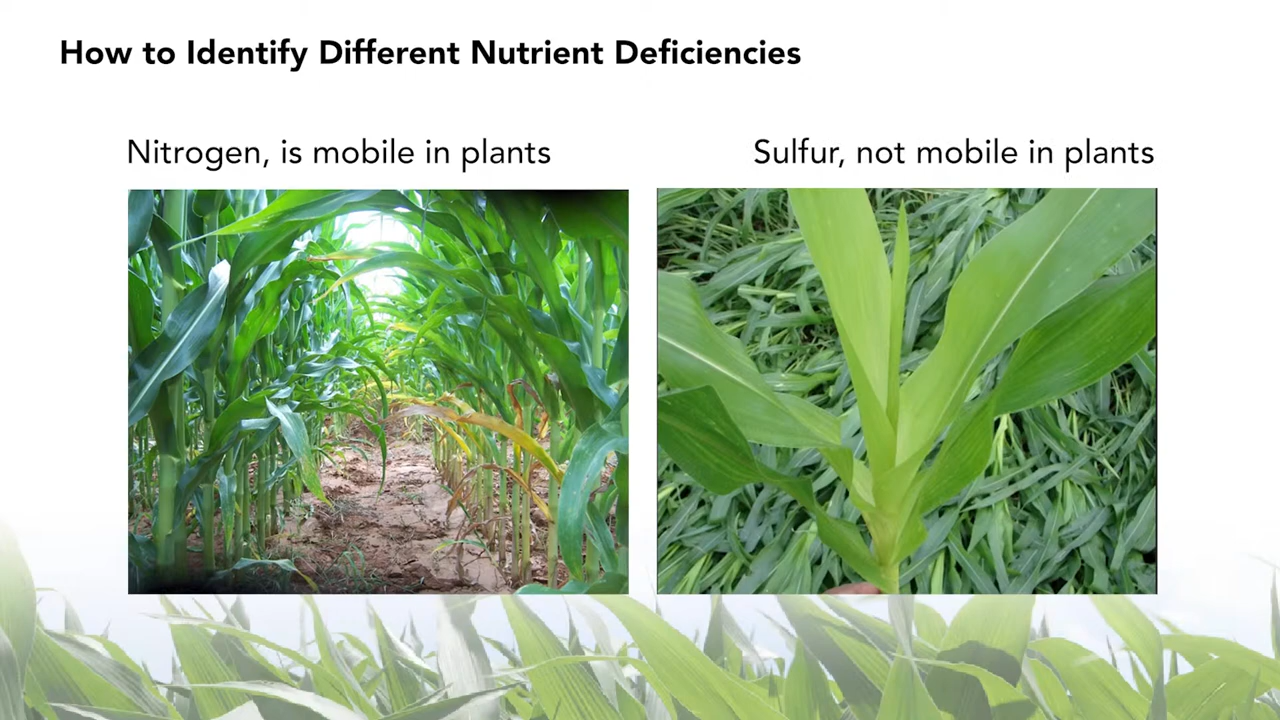 How to Identify Different Nutrient Deficiencies
Nitrogen, is mobile in plants
Sulfur, not mobile in plants